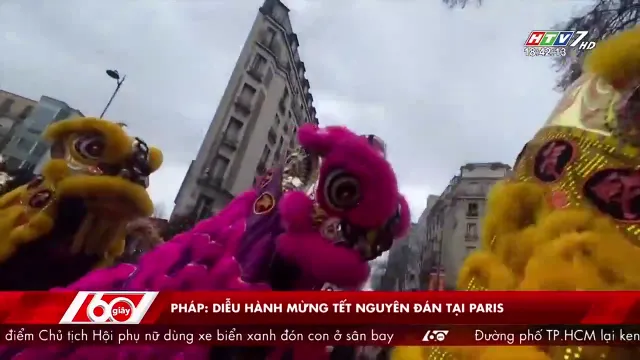 HTV7 HD
18:42:13
60 giây
PHÁP: DIỄU HÀNH MỪNG TẾT NGUYÊN ĐÁN TẠI PARIS
điểm Chủ tịch Hội phụ nữ dùng xe biển xanh đón con ở sân bay
60
Đường phố TP.HCM lại ken